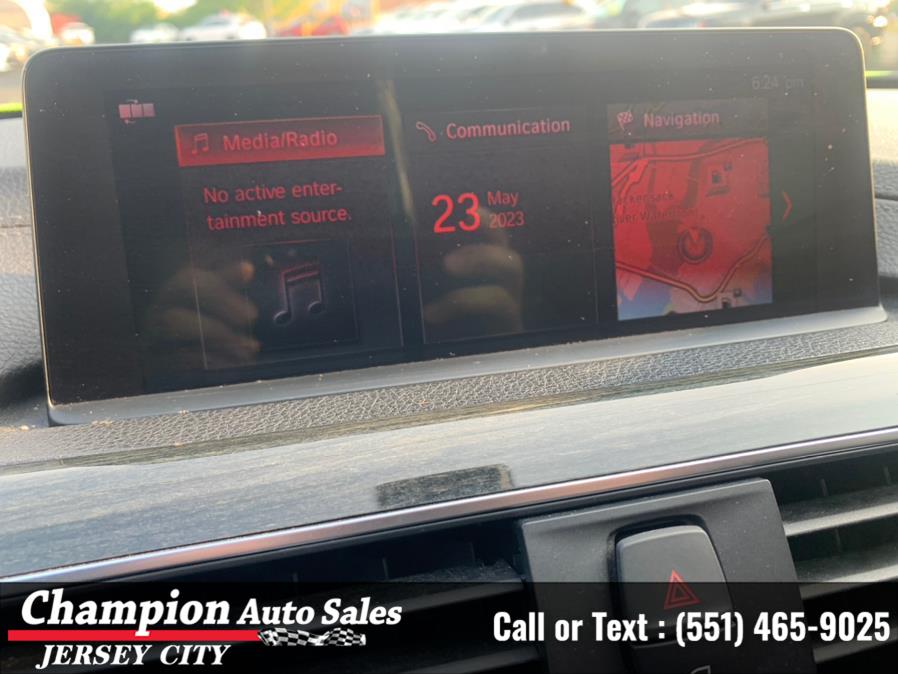 6:24 pm
Media/Radio
Communication
Navigation
No active enter-
tainment source.
23 May
2023
Champion Auto Sales
JERSEY CITY
Call or Text : (551) 465-9025